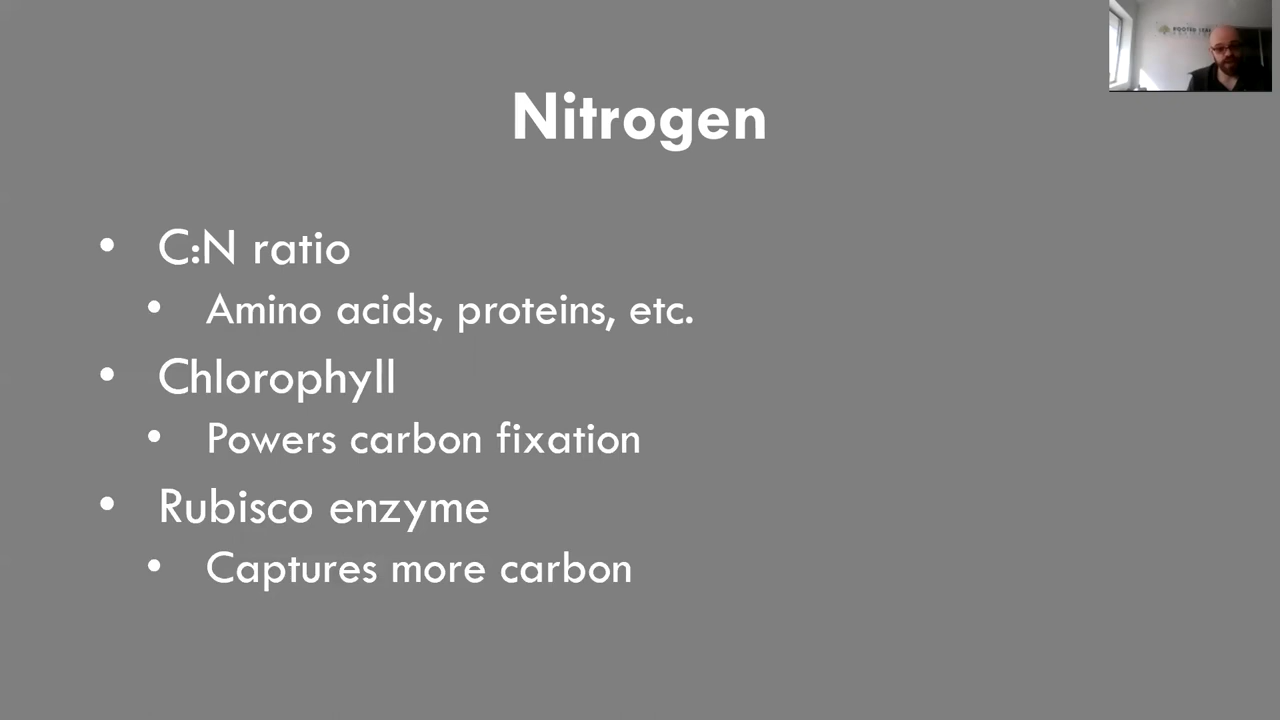 Nitrogen
• C:N ratio
• Amino acids, proteins, etc.
• Chlorophyll
• Powers carbon fixation
• Rubisco enzyme
• Captures more carbon